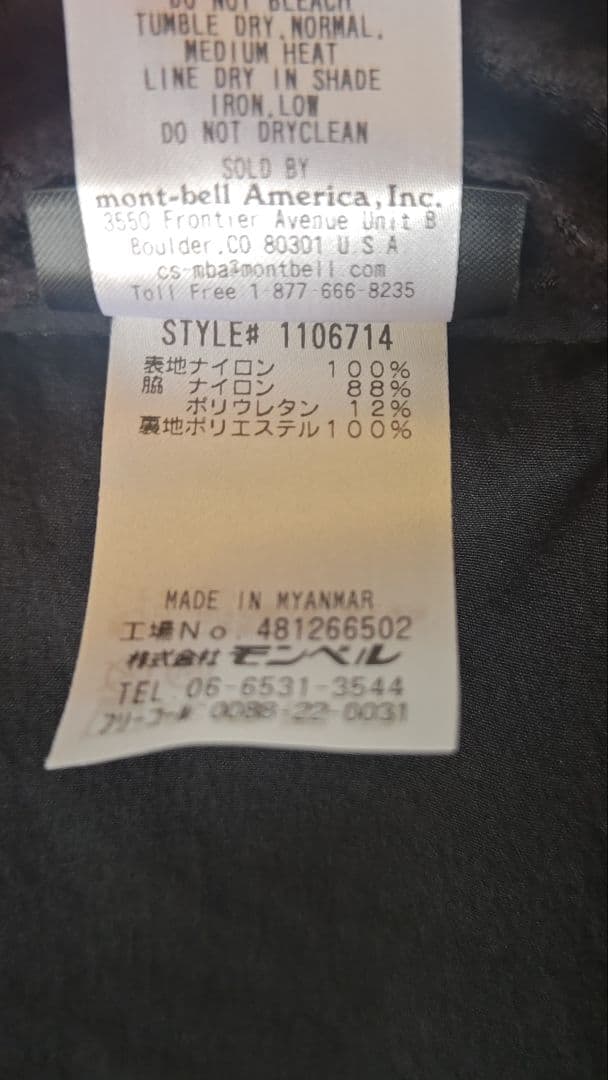 DO NOT BLEACH
TUMBLE DRY.NORMAL.
MEDIUM HEAT
LINE DRY IN SHADE
IRON.LOW
DO NOT DRYCLEAN
SOLD BY
mont-bell America,Inc.
3550 Frontier Avenue Unit B
Boulder.CO 80301 U S A
cs-mba@montbell.com
Toll Free 1-877-666-8235
STYLE# 1106714
表地ナイロン 100%
脇 ナイロン 88%
ポリウレタン 12%
裏地ポリエステル100%
MADE IN MYANMAR
工場No. 481266502
株式会社 モンベル
TEL 06-6531-3544
フリーコール 0088-22-0031